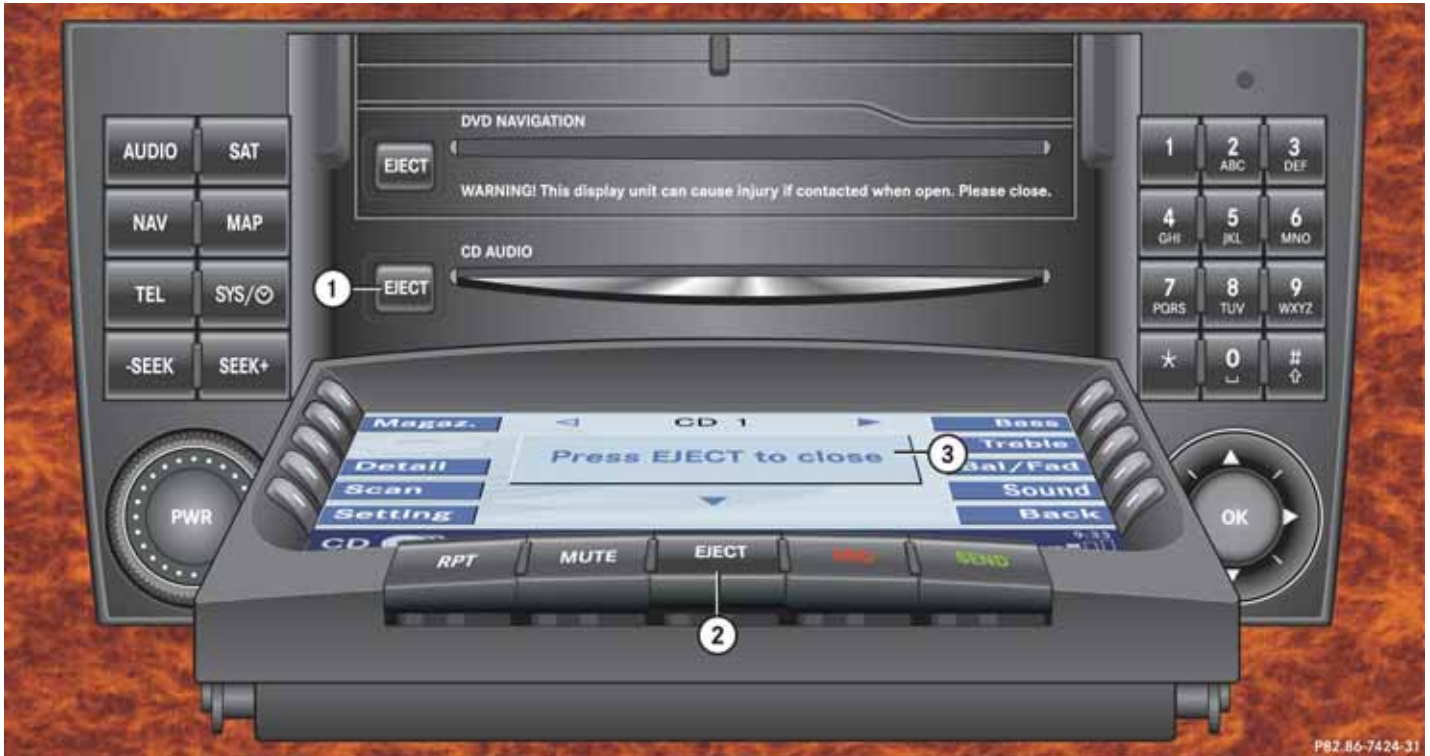 DVD NAVIGATION
EJECT
WARNING! This display unit can cause injury if contacted when open. Please close.
CD AUDIO
1 EJECT
AUDIO SAT
NAV MAP
TEL SYS/
-SEEK SEEK+
PWR
1 2 ABC 3 DEF
4 GHI 5 JKL 6 MNO
7 PQRS 8 TUV 9 WXYZ
* 0 #
OK
Magaz. CD 1 Bass
Treble
Press EJECT to close 3
Detail Bal/Fad
Scan Sound
Setting Back
CD 9:33
RPT MUTE EJECT SEND
2
P82.86-7424-31